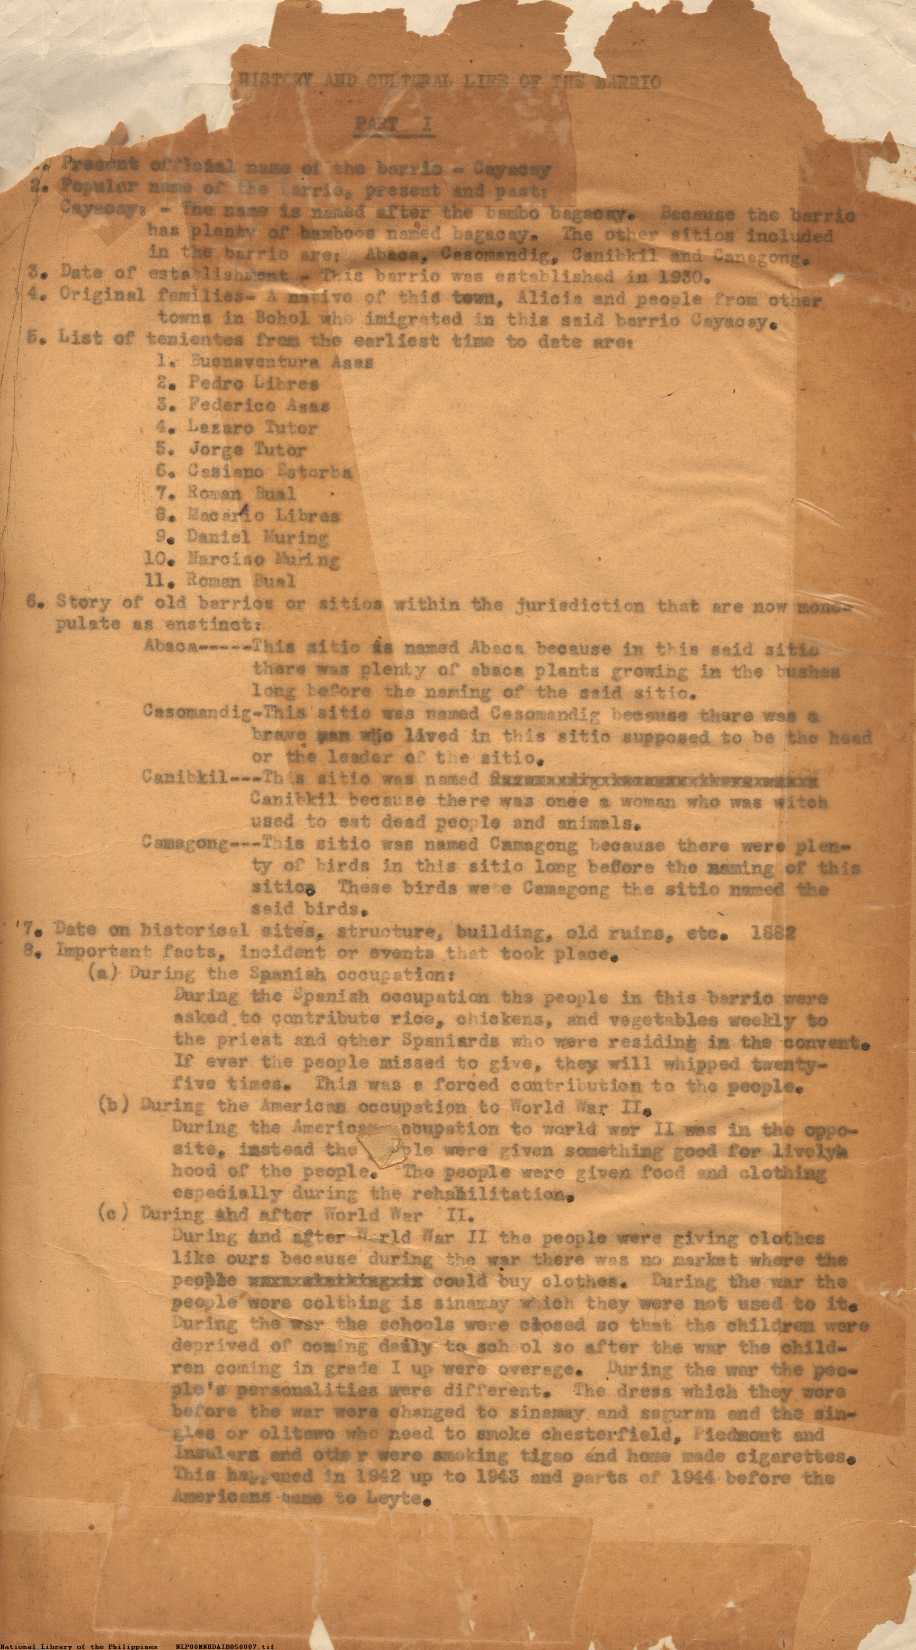 HISTORY AND CULTURAL LIFE OF THE BARRIO
PART I
1. Present official name of the barrio - Cayacay
2. Popular name of the barrio, present and past:
Cayacay: - The name is named after the bambo bagacay. Because the barrio
has plenty of bamboos named bagacay. The other sitios included
in the barrio are: Abaca, Casomandig, Canibkil and Canagong.
3. Date of establishment - This barrio was established in 1930.
4. Original families- A native of this town, Alicia and people from other
towns in Bohol who imigrated in this said barrio Cayacay.
5. List of tenientes from the earliest time to date are:
1. Buenaventura Asas
2. Pedro Libres
3. Federico Asas
4. Lazaro Tutor
5. Jorge Tutor
6. Casiano Estorba
7. Roman Bual
8. Macario Libres
9. Daniel Muring
10. Narciso Muring
11. Roman Bual
6. Story of old barrios or sitios within the jurisdiction that are now
pulate as enstinct:
Abaca-----This sitio is named Abaca because in this said sitio
there was plenty of abaca plants growing in the bushes
long before the naming of the said sitio.
Casomandig-This sitio was named Casomandig because there was a
brave man who lived in this sitio supposed to be the head
or the leader of the sitio.
Canibkil---This sitio was named
Canibkil because there was once a woman who was witch
used to eat dead people and animals.
Camagong---This sitio was named Camagong because there were plen-
ty of birds in this sitio long beffore the naming of this
sitio. These birds were Camagong the sitio named the
said birds.
7. Date on historical sites, structure, building, old ruins, etc. 1882
8. Important facts, incident or events that took place.
(a) During the Spanish occupation:
During the Spanish occupation the people in this barrio were
asked to contribute rice, chickens, and vegetables weekly to
the priest and other Spaniards who were residing in the convent.
If ever the people missed to give, they will whipped twenty-
five times. This was a forced contribution to the people.
(b) During the American occupation to World War II.
During the American occupation to world war II was in the oppo-
site, instead the people were given something good for livelyh
hood of the people. The people were given food and clothing
especially during the rehabilitation.
(c) During and after World War II.
During and after World War II the people were giving clothes
like ours because during the war there was no market where the
people could buy clothes. During the war the
people wore colthing is sinamay which they were not used to it.
During the war the schools were closed so that the children were
deprived of coming daily to school so after the war the child-
ren coming in grade I up were overage. During the war the peo-
ple's personalities were different. The dress which they wore
before the war were changed to sinamay and saguran and the sin-
gles or olitawo who need to smoke chesterfield, Piedmont and
Insulars and other were smoking tigao and home made cigarettes.
This happened in 1942 up to 1943 and parts of 1944 before the
Americans came to Leyte.
National Library of the Philippines NLP00MNHDAIB050007.tif